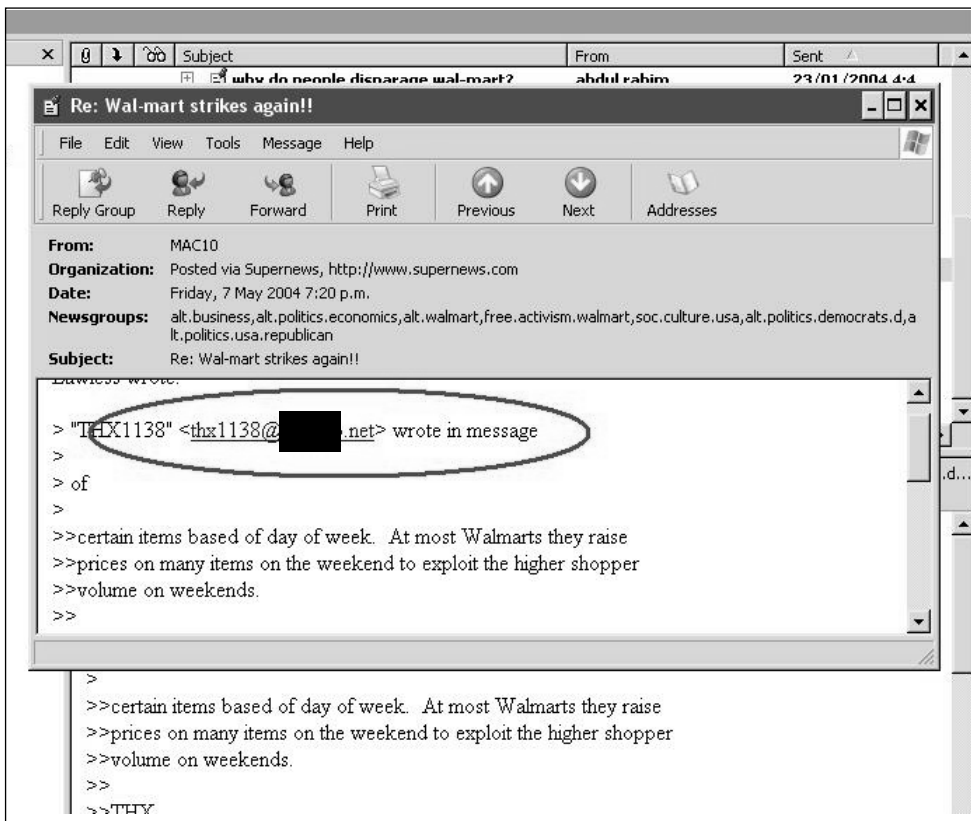 Subject From Sent
why do people disparage wal-mart? abdul rahim 23/01/2004 4:4
Re: Wal-mart strikes again!!
File Edit View Tools Message Help
Reply Group Reply Forward Print Previous Next Addresses
From: MAC10
Organization: Posted via Supernews, http://www.supernews.com
Date: Friday, 7 May 2004 7:20 p.m.
Newsgroups: alt.business,alt.politics.economics,alt.walmart,free.activism.walmart,soc.culture.usa,alt.politics.democrats.d,a
lt.politics.usa.republican
Subject: Re: Wal-mart strikes again!!
Lawless wrote:
> "THX1138" <thx1138@ .net> wrote in message
>
> of
>
>>certain items based of day of week. At most Walmarts they raise
>>prices on many items on the weekend to exploit the higher shopper
>>volume on weekends.
>>
.d...
>
>>certain items based of day of week. At most Walmarts they raise
>>prices on many items on the weekend to exploit the higher shopper
>>volume on weekends.
>>
>>THX